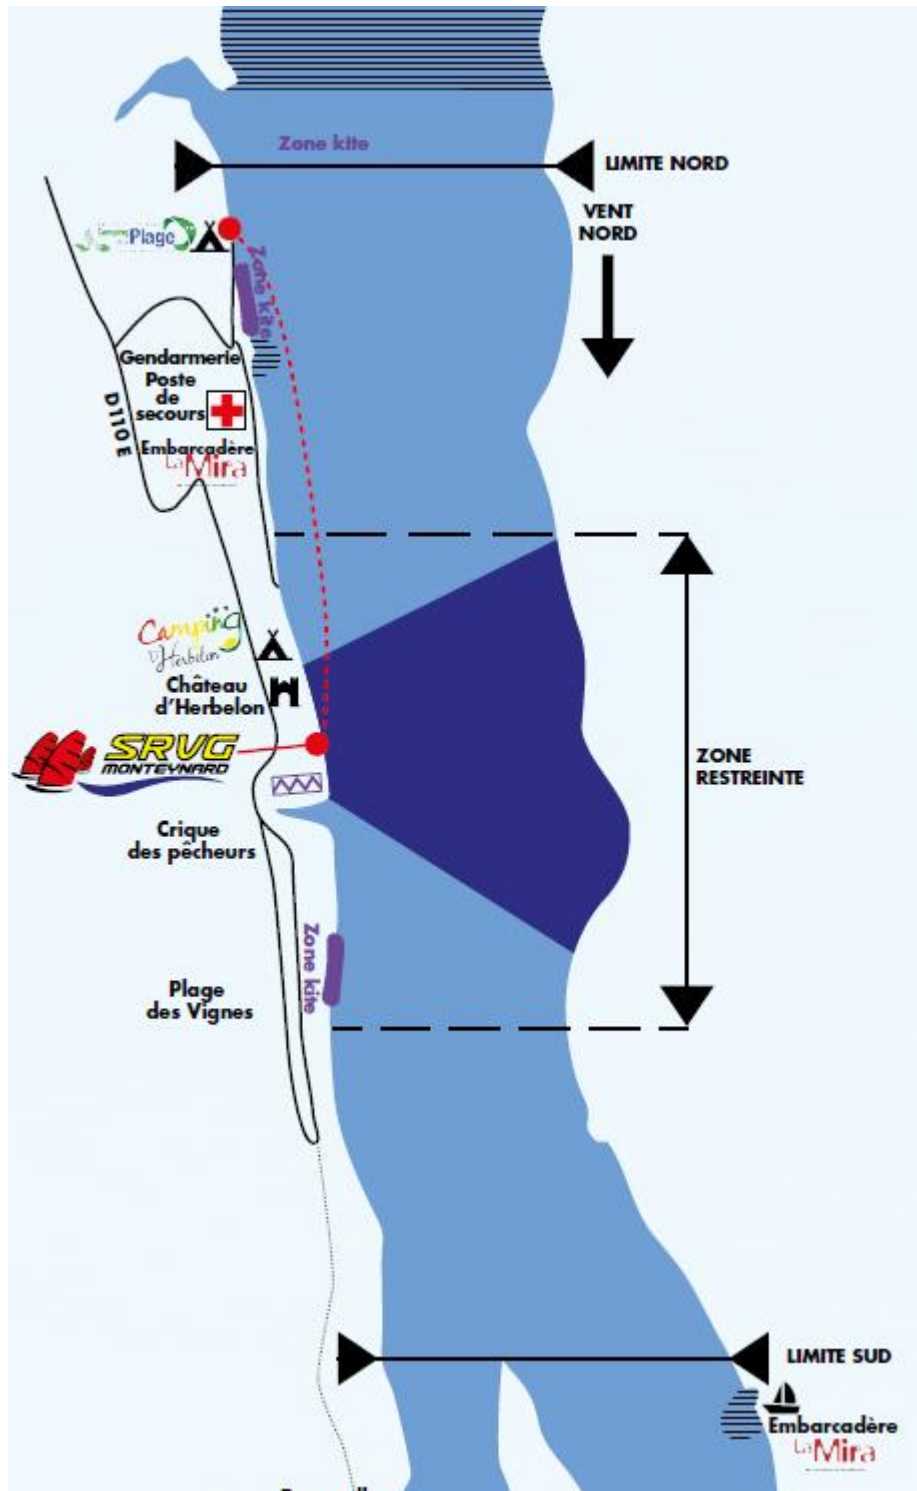 Zone kite
LIMITE NORD
VENT
NORD
Plage
Zone kite
Gendarmerie
Poste
de
secours
D110 E
Embarcadère
La Mira
Camping
d'Herbelon
Château
d'Herbelon
SRVG
MONTEYNARD
ZONE
RESTREINTE
Crique
des pêcheurs
Zone kite
Plage
des Vignes
LIMITE SUD
Embarcadère
La Mira